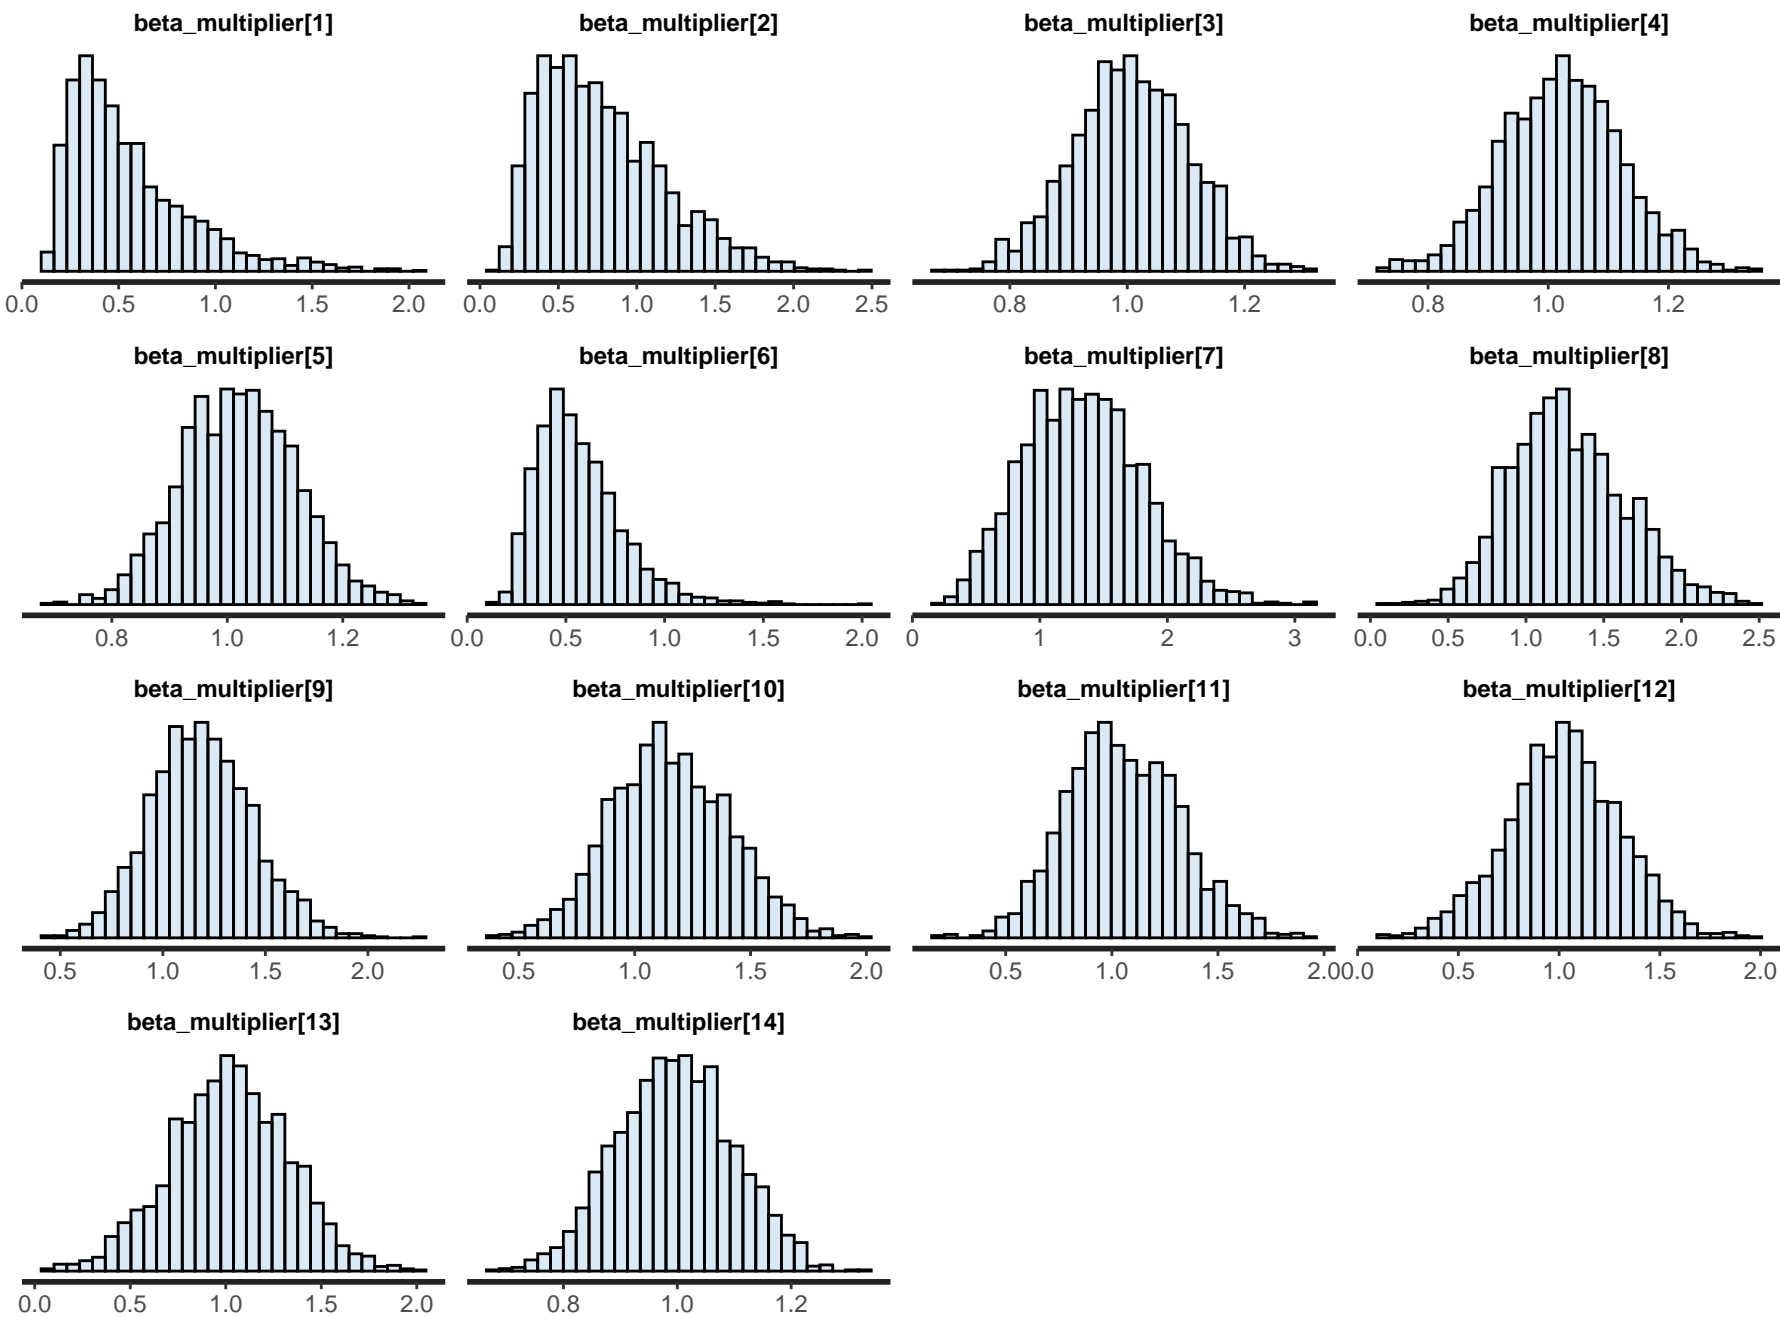 beta_multiplier[1] beta_multiplier[2] beta_multiplier[3] beta_multiplier[4]
0.0 0.5 1.0 1.5 2.0 0.0 0.5 1.0 1.5 2.0 2.5 0.8 1.0 1.2 0.8 1.0 1.2
beta_multiplier[5] beta_multiplier[6] beta_multiplier[7] beta_multiplier[8]
0.8 1.0 1.2 0.0 0.5 1.0 1.5 2.0 0 1 2 3 0.0 0.5 1.0 1.5 2.0 2.5
beta_multiplier[9] beta_multiplier[10] beta_multiplier[11] beta_multiplier[12]
0.5 1.0 1.5 2.0 0.5 1.0 1.5 2.0 0.5 1.0 1.5 2.0 0.0 0.5 1.0 1.5 2.0
beta_multiplier[13] beta_multiplier[14]
0.0 0.5 1.0 1.5 2.0 0.8 1.0 1.2